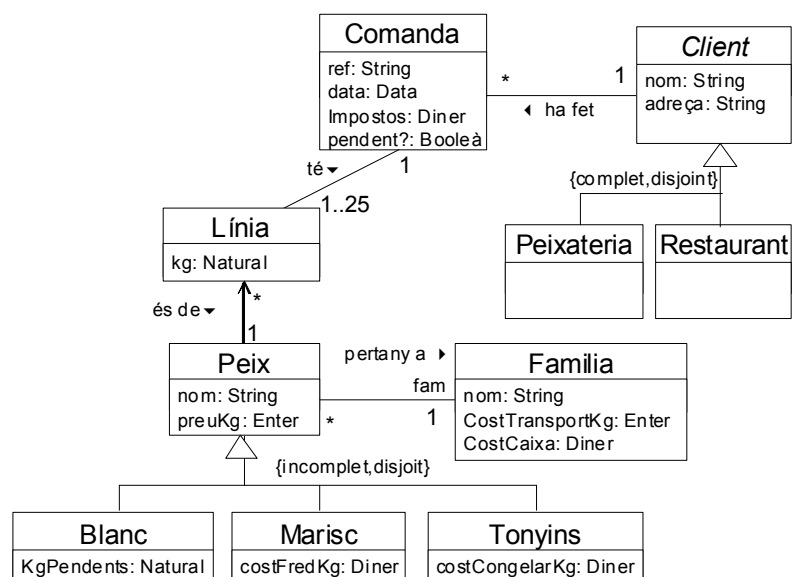 Comanda
ref: String
data: Data
Impostos: Diner
pendent?: Booleà
Client
nom: String
adreça: String
*
1
ha fet
té
1
1..25
{complet,disjoint}
Línia
kg: Natural
Peixateria
Restaurant
és de
*
1
Peix
nom: String
preuKg: Enter
pertany a
fam
*
1
Familia
nom: String
CostTransportKg: Enter
CostCaixa: Diner
{incomplet,disjoit}
Blanc
KgPendents: Natural
Marisc
costFredKg: Diner
Tonyins
costCongelarKg: Diner